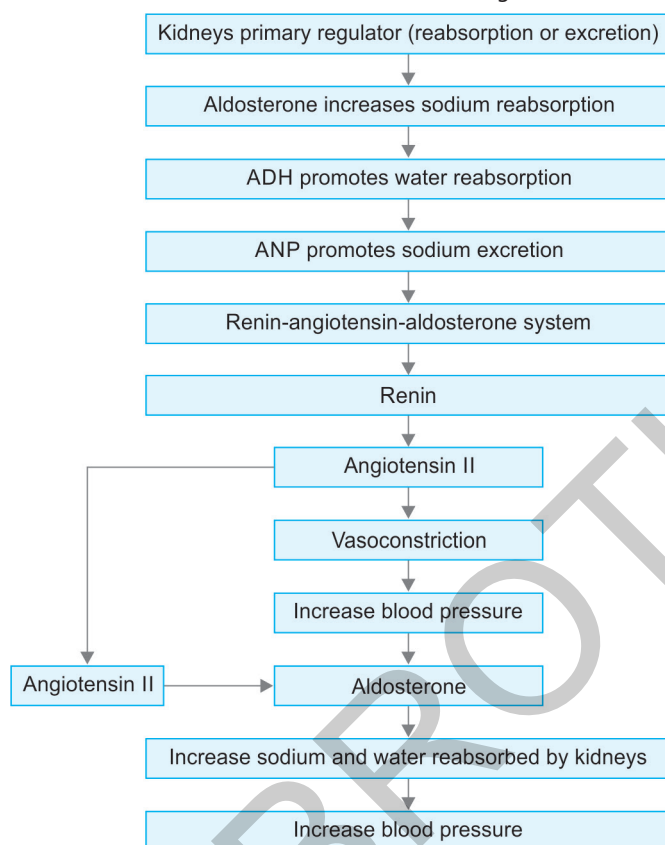 Kidneys primary regulator (reabsorption or excretion)
Aldosterone increases sodium reabsorption
ADH promotes water reabsorption
ANP promotes sodium excretion
Renin-angiotensin-aldosterone system
Renin
Angiotensin II
Vasoconstriction
Increase blood pressure
Angiotensin II
Aldosterone
Increase sodium and water reabsorbed by kidneys
Increase blood pressure